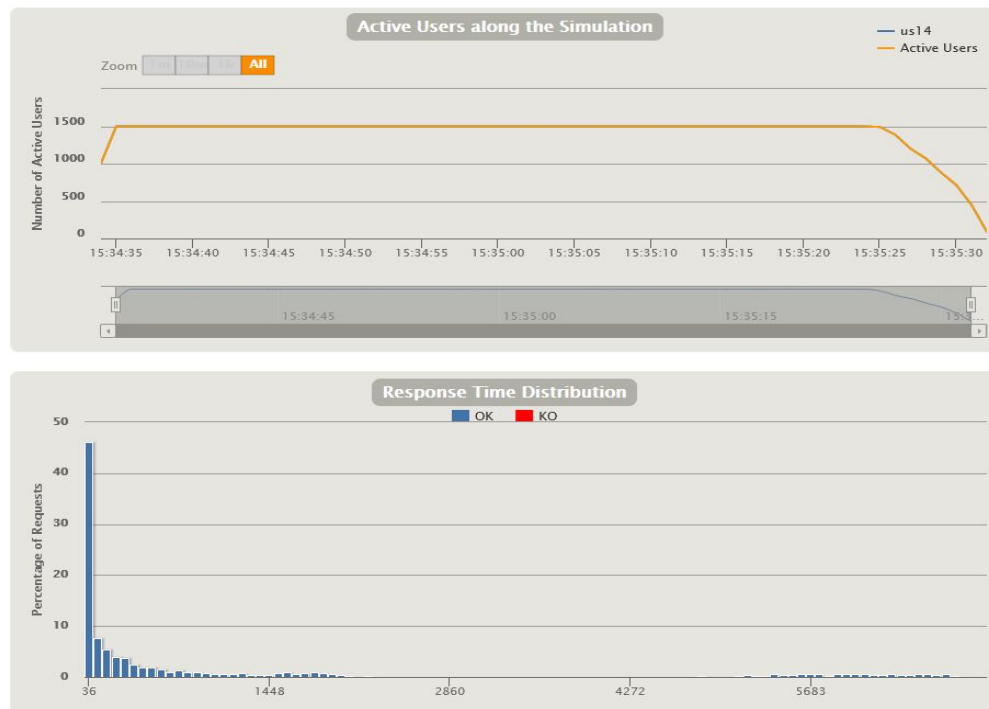 Active Users along the Simulation
us14
Active Users
Zoom All
Number of Active Users
1500
1000
500
0
15:34:35 15:34:40 15:34:45 15:34:50 15:34:55 15:35:00 15:35:05 15:35:10 15:35:15 15:35:20 15:35:25 15:35:30
15:34:45 15:35:00 15:35:15 15:3...
Response Time Distribution
OK KO
Percentage of Requests
50
40
30
20
10
0
36 1448 2860 4272 5683